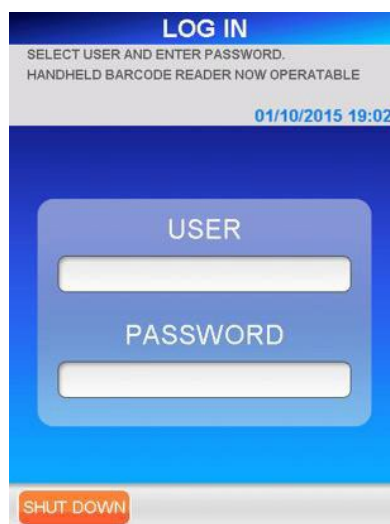 LOG IN
SELECT USER AND ENTER PASSWORD.
HANDHELD BARCODE READER NOW OPERATABLE
01/10/2015 19:02
USER
PASSWORD
SHUT DOWN